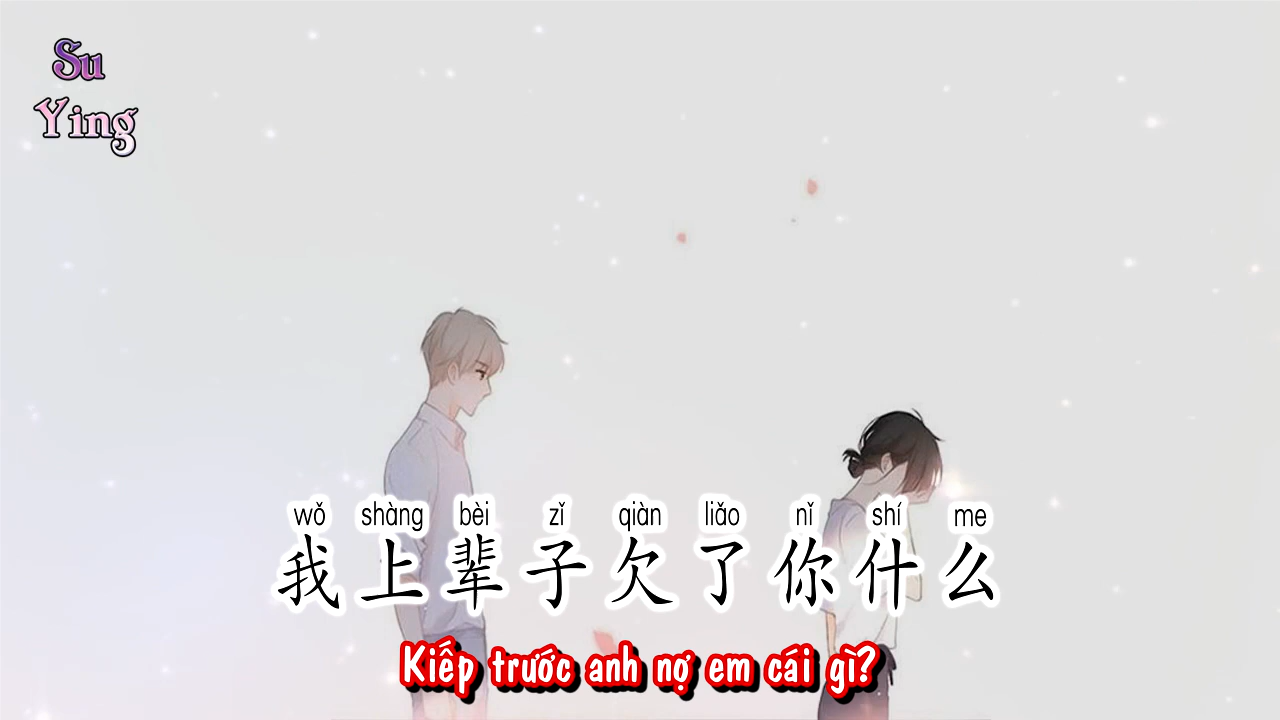 Su
Ying
wǒ shàng bèi zǐ qiàn liǎo nǐ shí me
我上辈子欠了你什么
Kiếp trước anh nợ em cái gì?